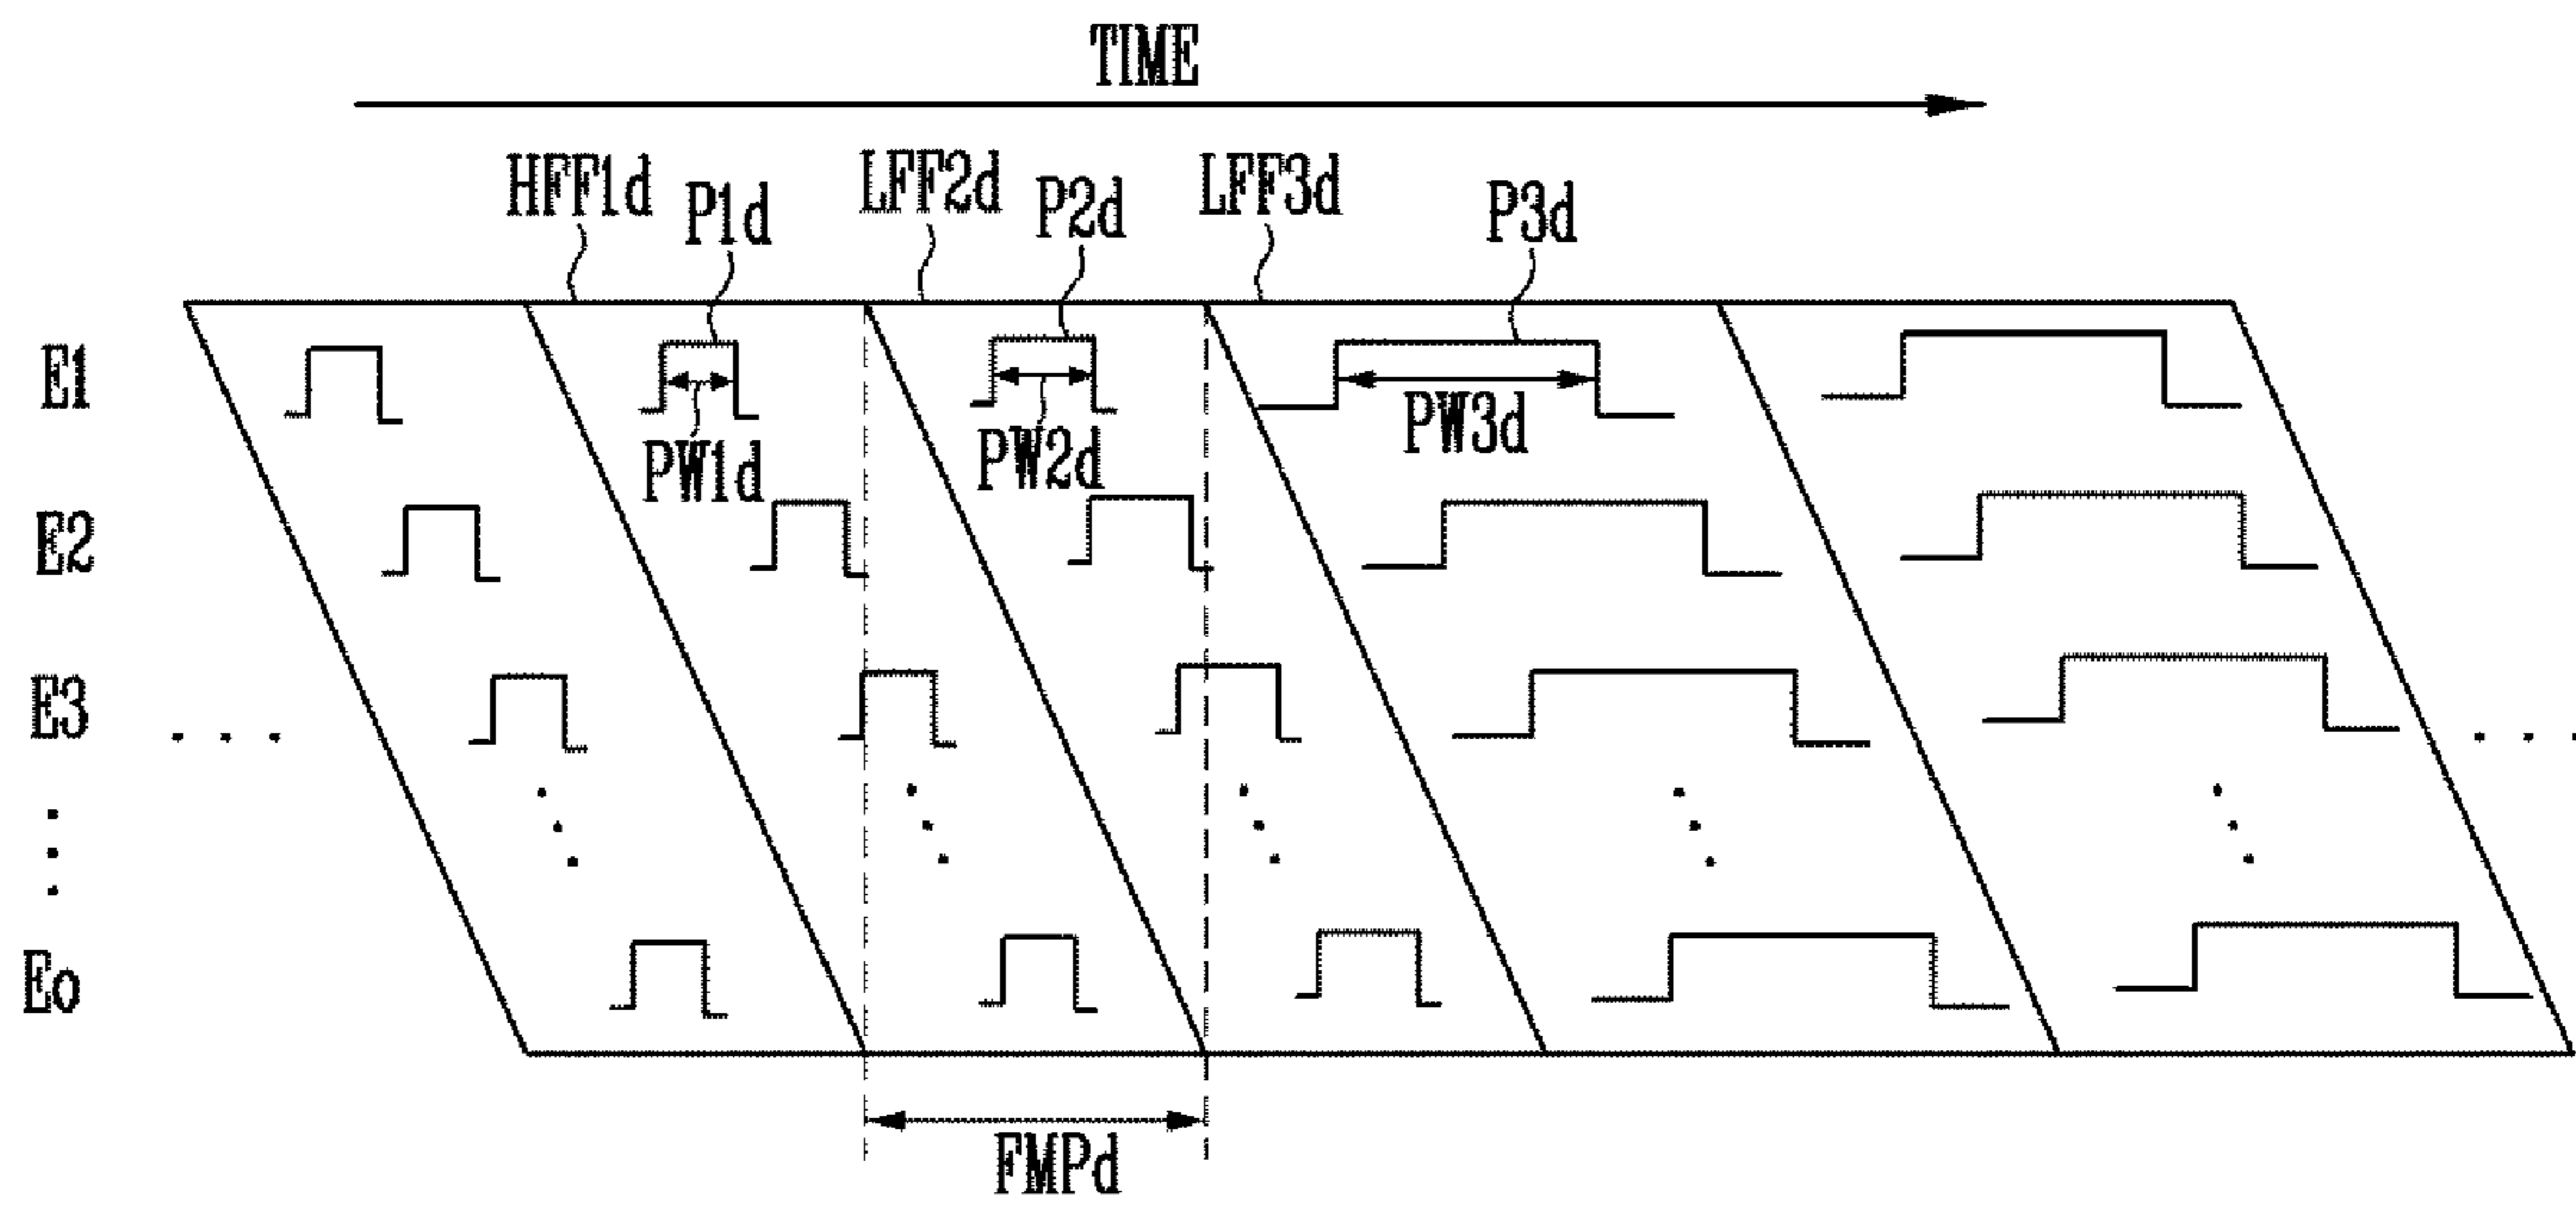 TIME
HFF1d P1d LFF2d P2d LFF3d P3d
E1
PW1d PW2d PW3d
E2
E3 . . . . . .
Eo
FMPd